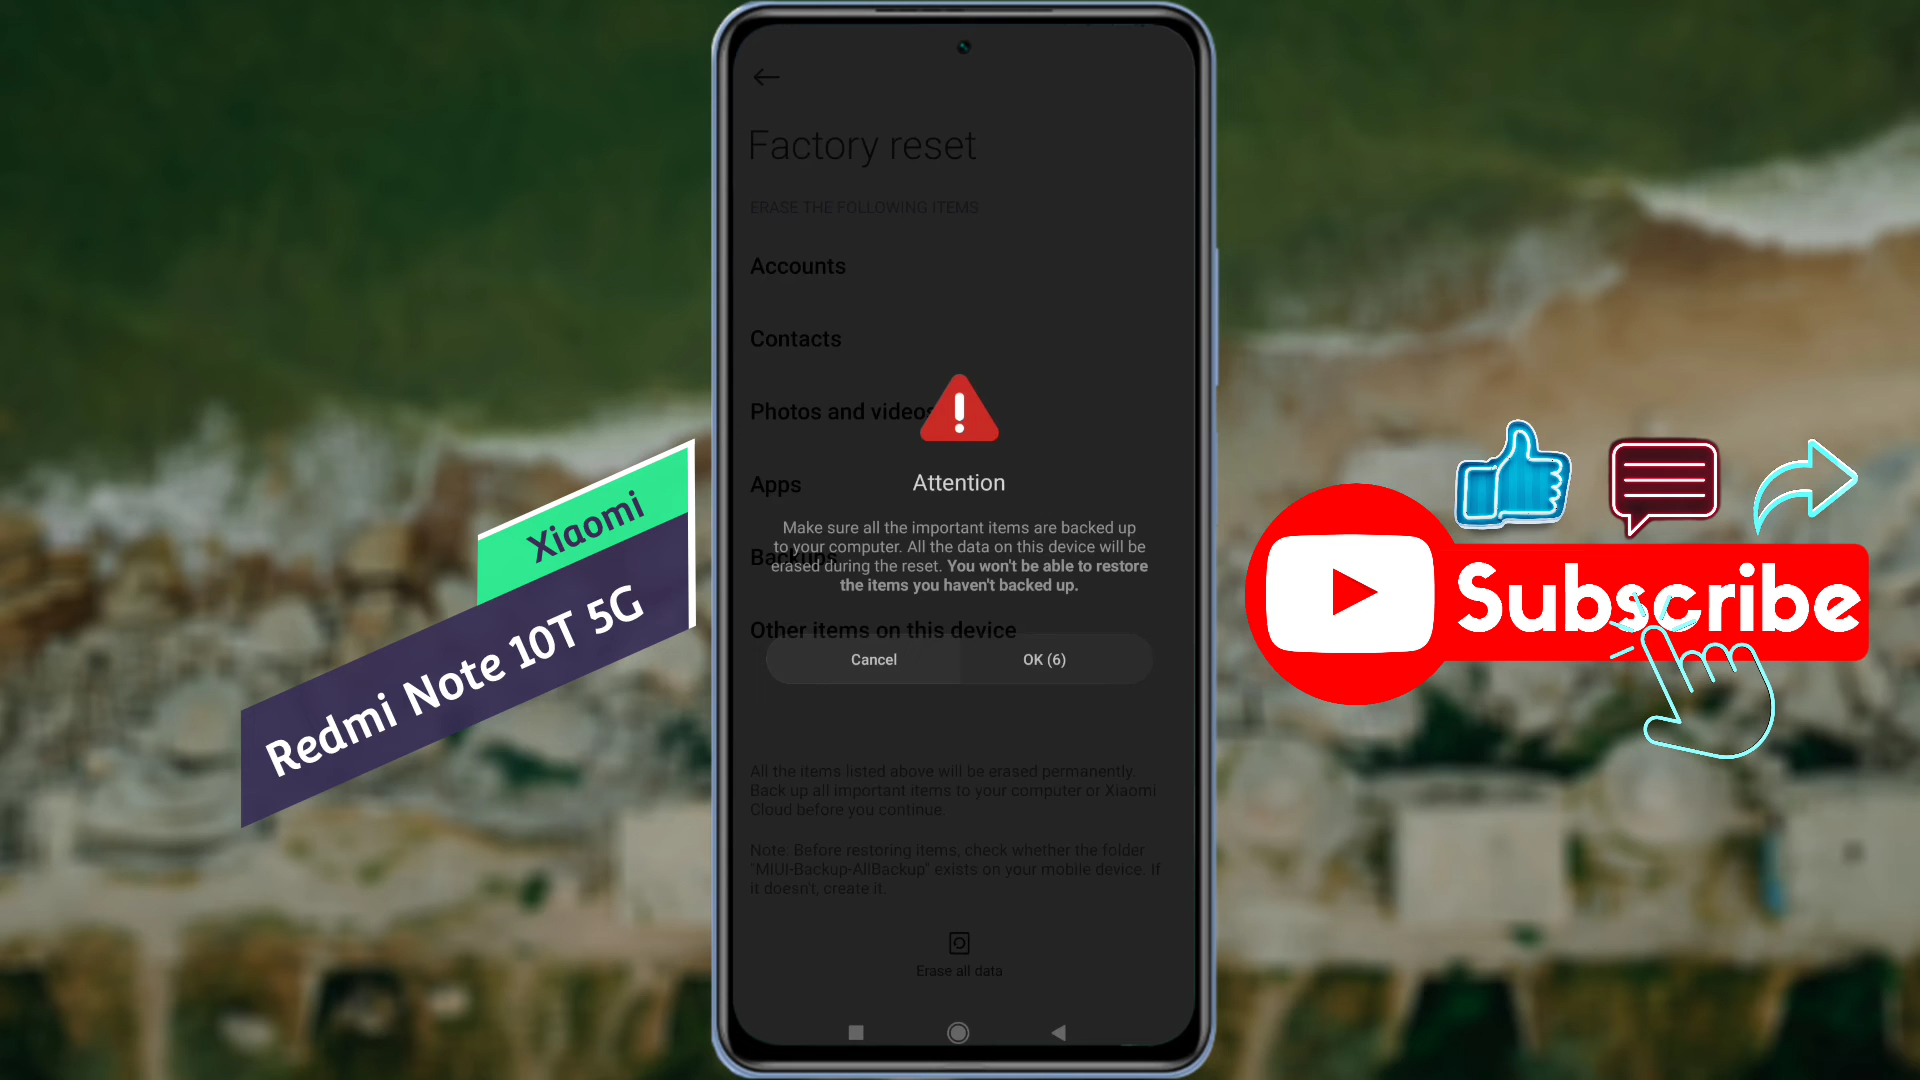 Factory reset
ERASE THE FOLLOWING ITEMS
Accounts
Contacts
Photos and videos
Attention
Apps
Make sure all the important items are backed up
to your computer. All the data on this device will be
erased during the reset. You won't be able to restore
the items you haven't backed up.
Backups
Other items on this device
Cancel
OK (6)
All the items listed above will be erased permanently.
Back up all important items to your computer or Xiaomi
Cloud before you continue.
Note: Before restoring items, check whether the folder
"MIUI-Backup-AllBackup" exists on your mobile device. If
it doesn't, create it.
Erase all data
Xiaomi
Redmi Note 10T 5G
Subscribe